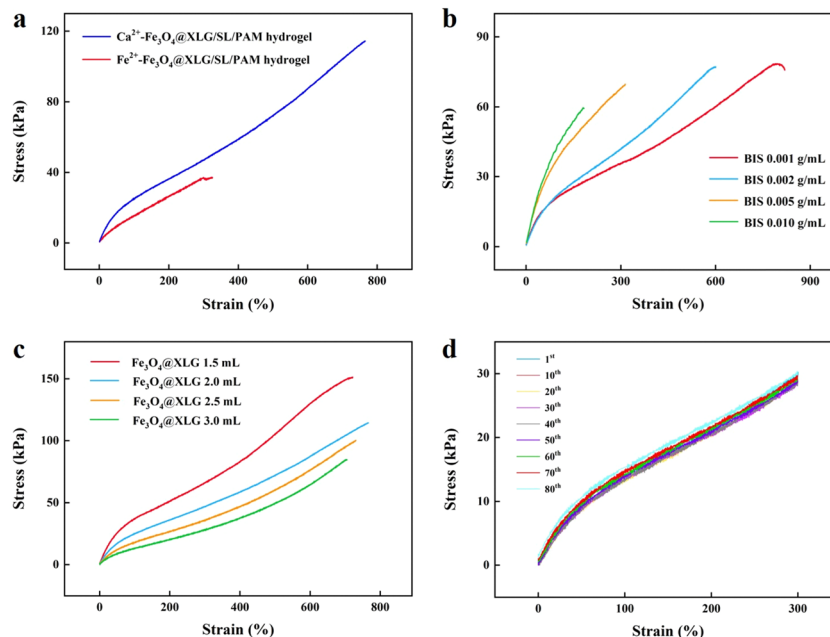 a
120
80
40
0
Stress (kPa)
Ca²⁺-Fe₃O₄@XLG/SL/PAM hydrogel
Fe²⁺-Fe₃O₄@XLG/SL/PAM hydrogel
0 200 400 600 800
Strain (%)
b
90
60
30
0
Stress (kPa)
BIS 0.001 g/mL
BIS 0.002 g/mL
BIS 0.005 g/mL
BIS 0.010 g/mL
0 300 600 900
Strain (%)
c
150
100
50
0
Stress (kPa)
Fe₃O₄@XLG 1.5 mL
Fe₃O₄@XLG 2.0 mL
Fe₃O₄@XLG 2.5 mL
Fe₃O₄@XLG 3.0 mL
0 200 400 600 800
Strain (%)
d
30
20
10
0
Stress (kPa)
1ˢᵗ
10ᵗʰ
20ᵗʰ
30ᵗʰ
40ᵗʰ
50ᵗʰ
60ᵗʰ
70ᵗʰ
80ᵗʰ
0 100 200 300
Strain (%)